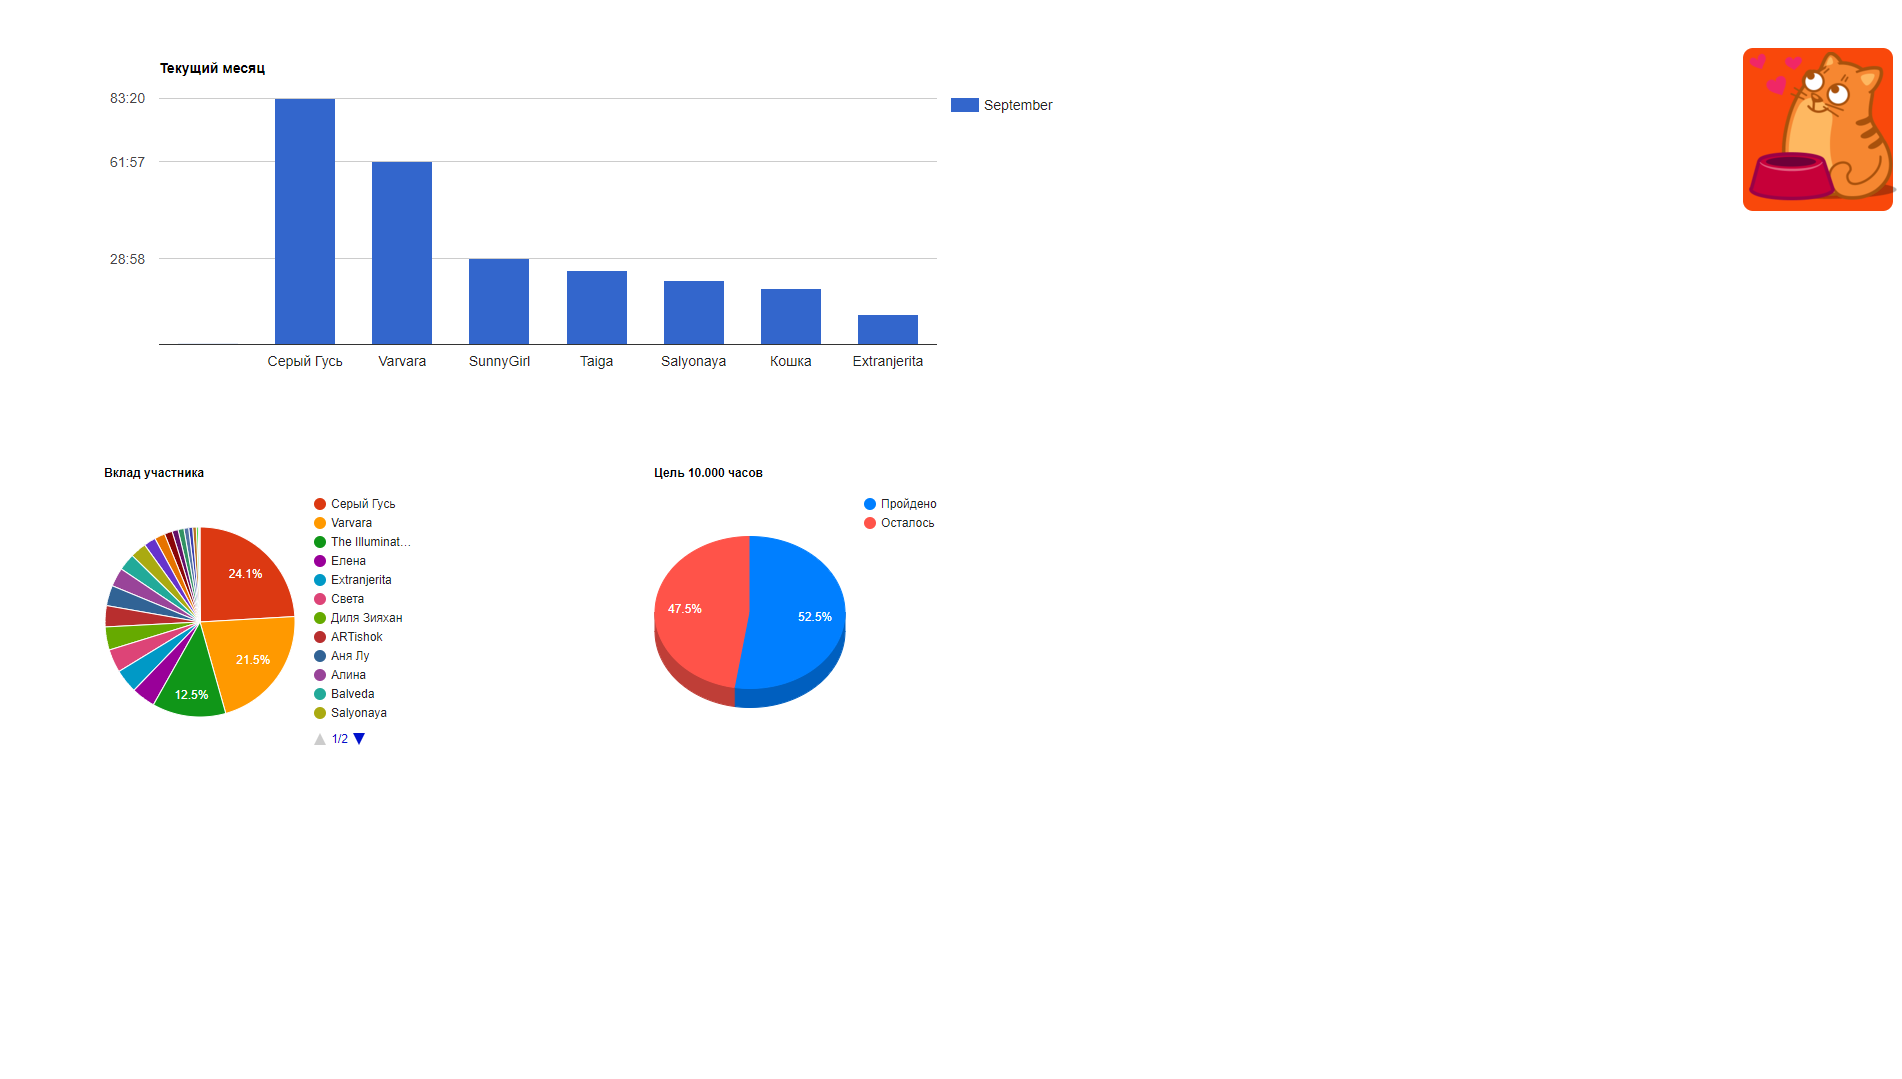 Текущий месяц
83:20
61:57
28:58
September
Серый Гусь Varvara SunnyGirl Taiga Salyonaya Кошка Extranjerita
Вклад участника
24.1%
21.5%
12.5%
Серый Гусь
Varvara
The Illuminat...
Елена
Extranjerita
Света
Диля Зияхан
ARTishok
Аня Лу
Алина
Balveda
Salyonaya
1/2
Цель 10.000 часов
47.5%
52.5%
Пройдено
Осталось